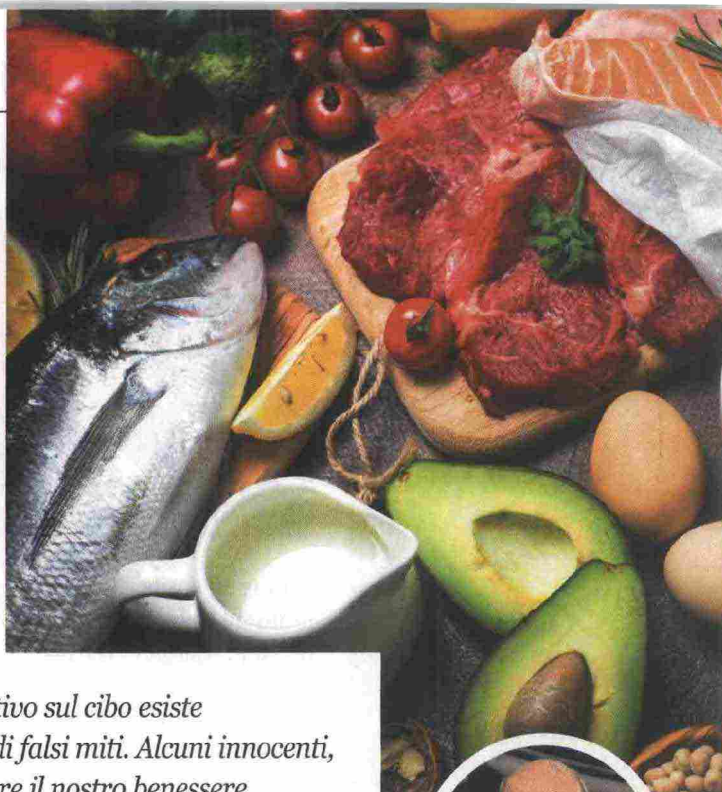 tivo sul cibo esiste
di falsi miti. Alcuni innocenti,
re il nostro benessere